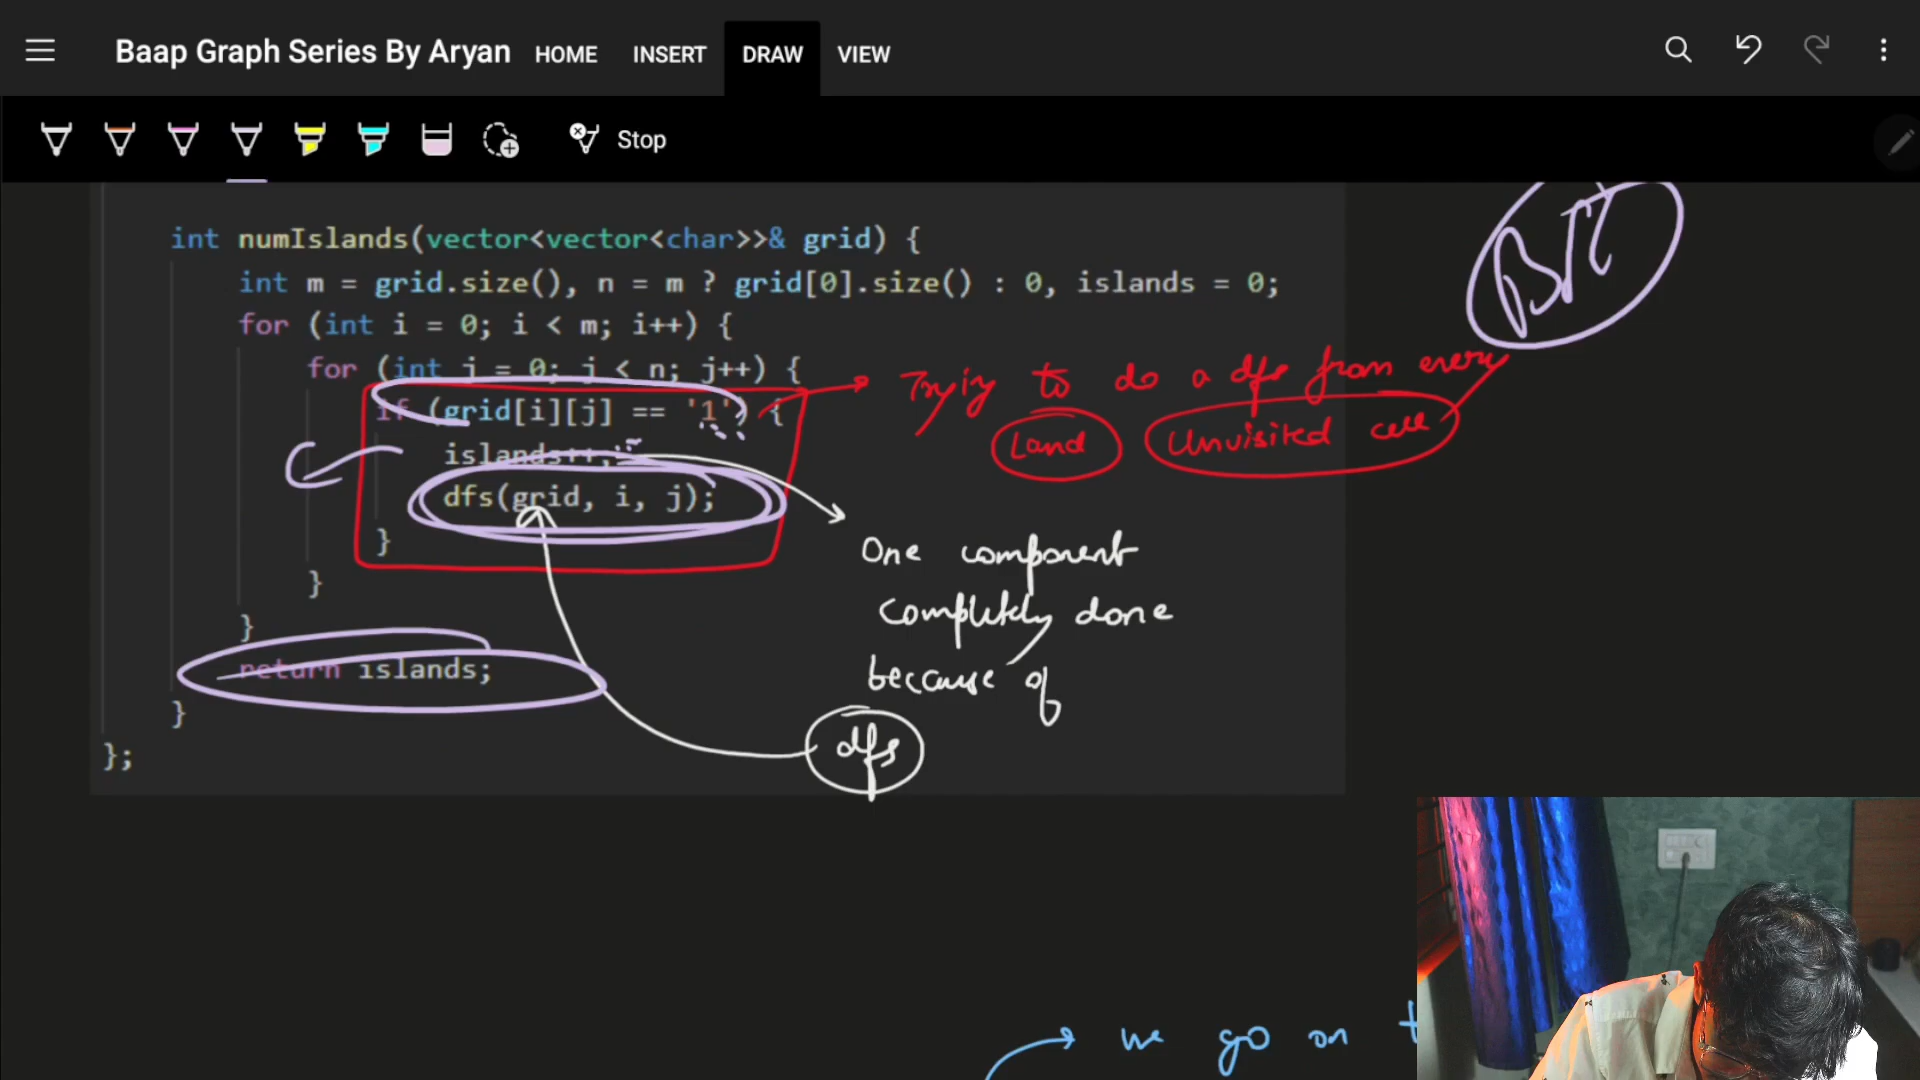 Baap Graph Series By Aryan HOME INSERT DRAW VIEW
Stop
int numIslands(vector<vector<char>>& grid) {
int m = grid.size(), n = m ? grid[0].size() : 0, islands = 0;
for (int i = 0; i < m; i++) {
for (int j = 0; j < n; j++) {
if (grid[i][j] == '1') {
islands++;
dfs(grid, i, j);
}
}
}
return islands;
}
};
Trying to do a dfs from every
Land Unvisited cell
One component
completely done
because of
dfs
we go on t